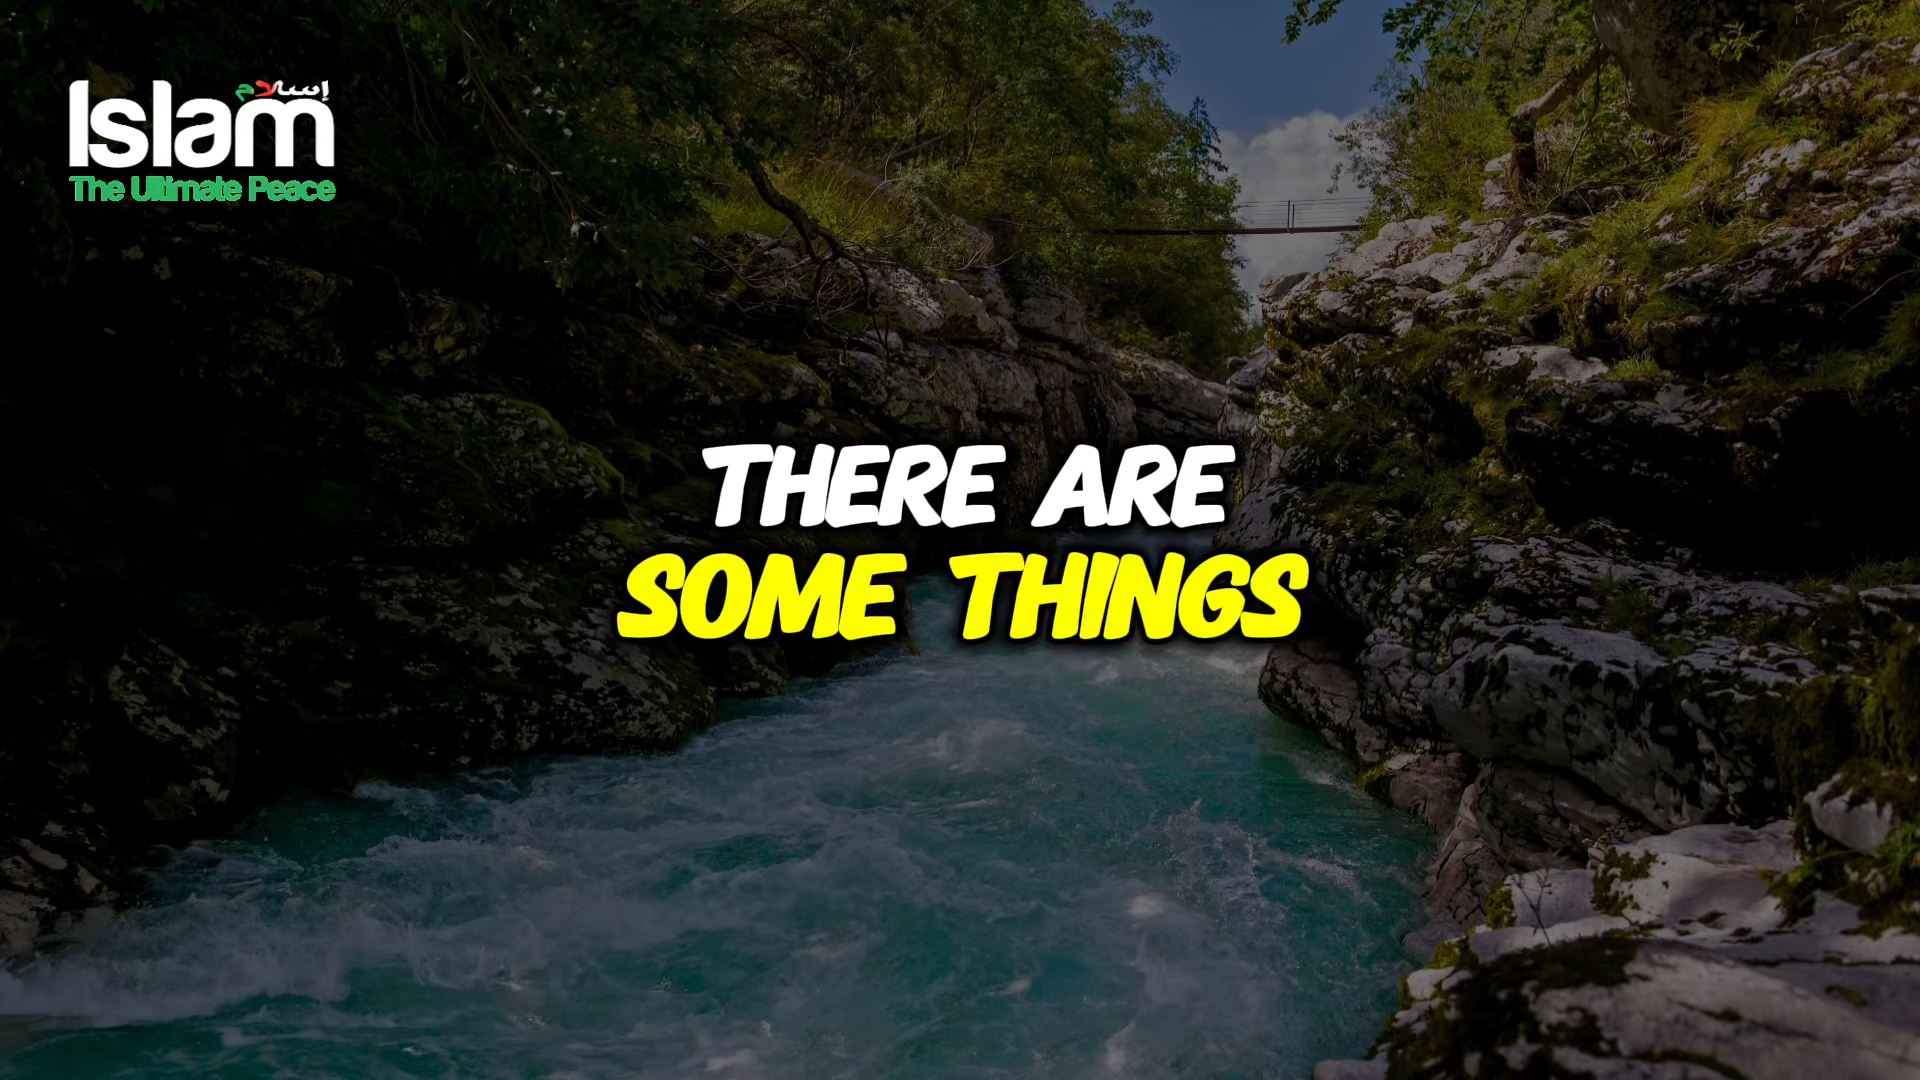 إسلام
Islam
The Ultimate Peace
THERE ARE
SOME THINGS